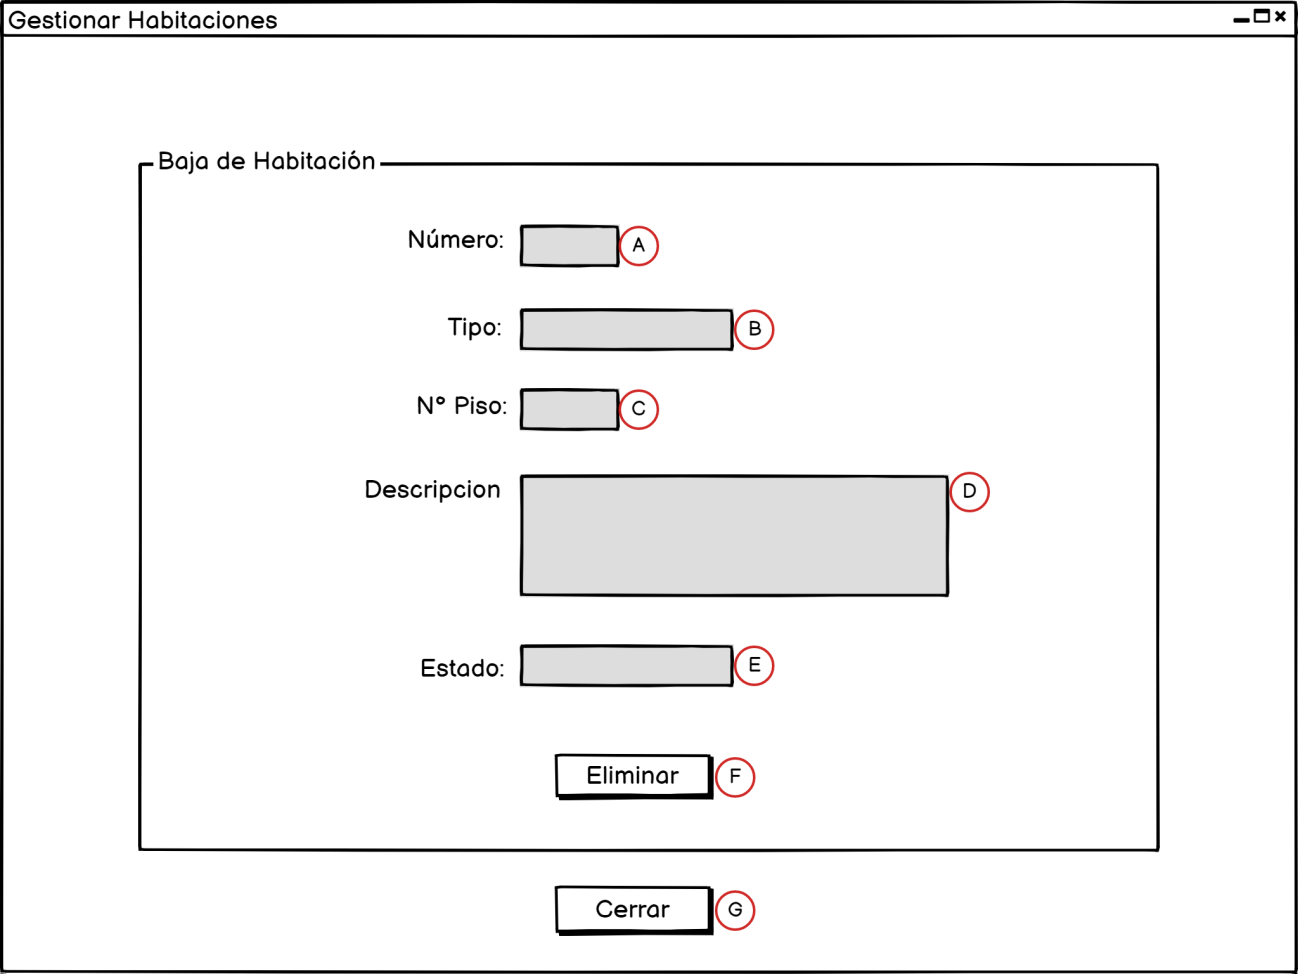 Gestionar Habitaciones
Baja de Habitación
Número: A
Tipo: B
N° Piso: C
Descripcion D
Estado: E
Eliminar F
Cerrar G